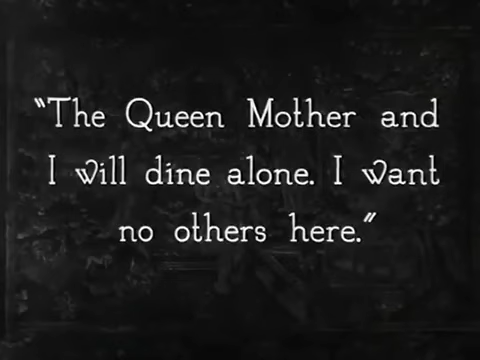 "The Queen Mother and
I will dine alone. I want
no others here."